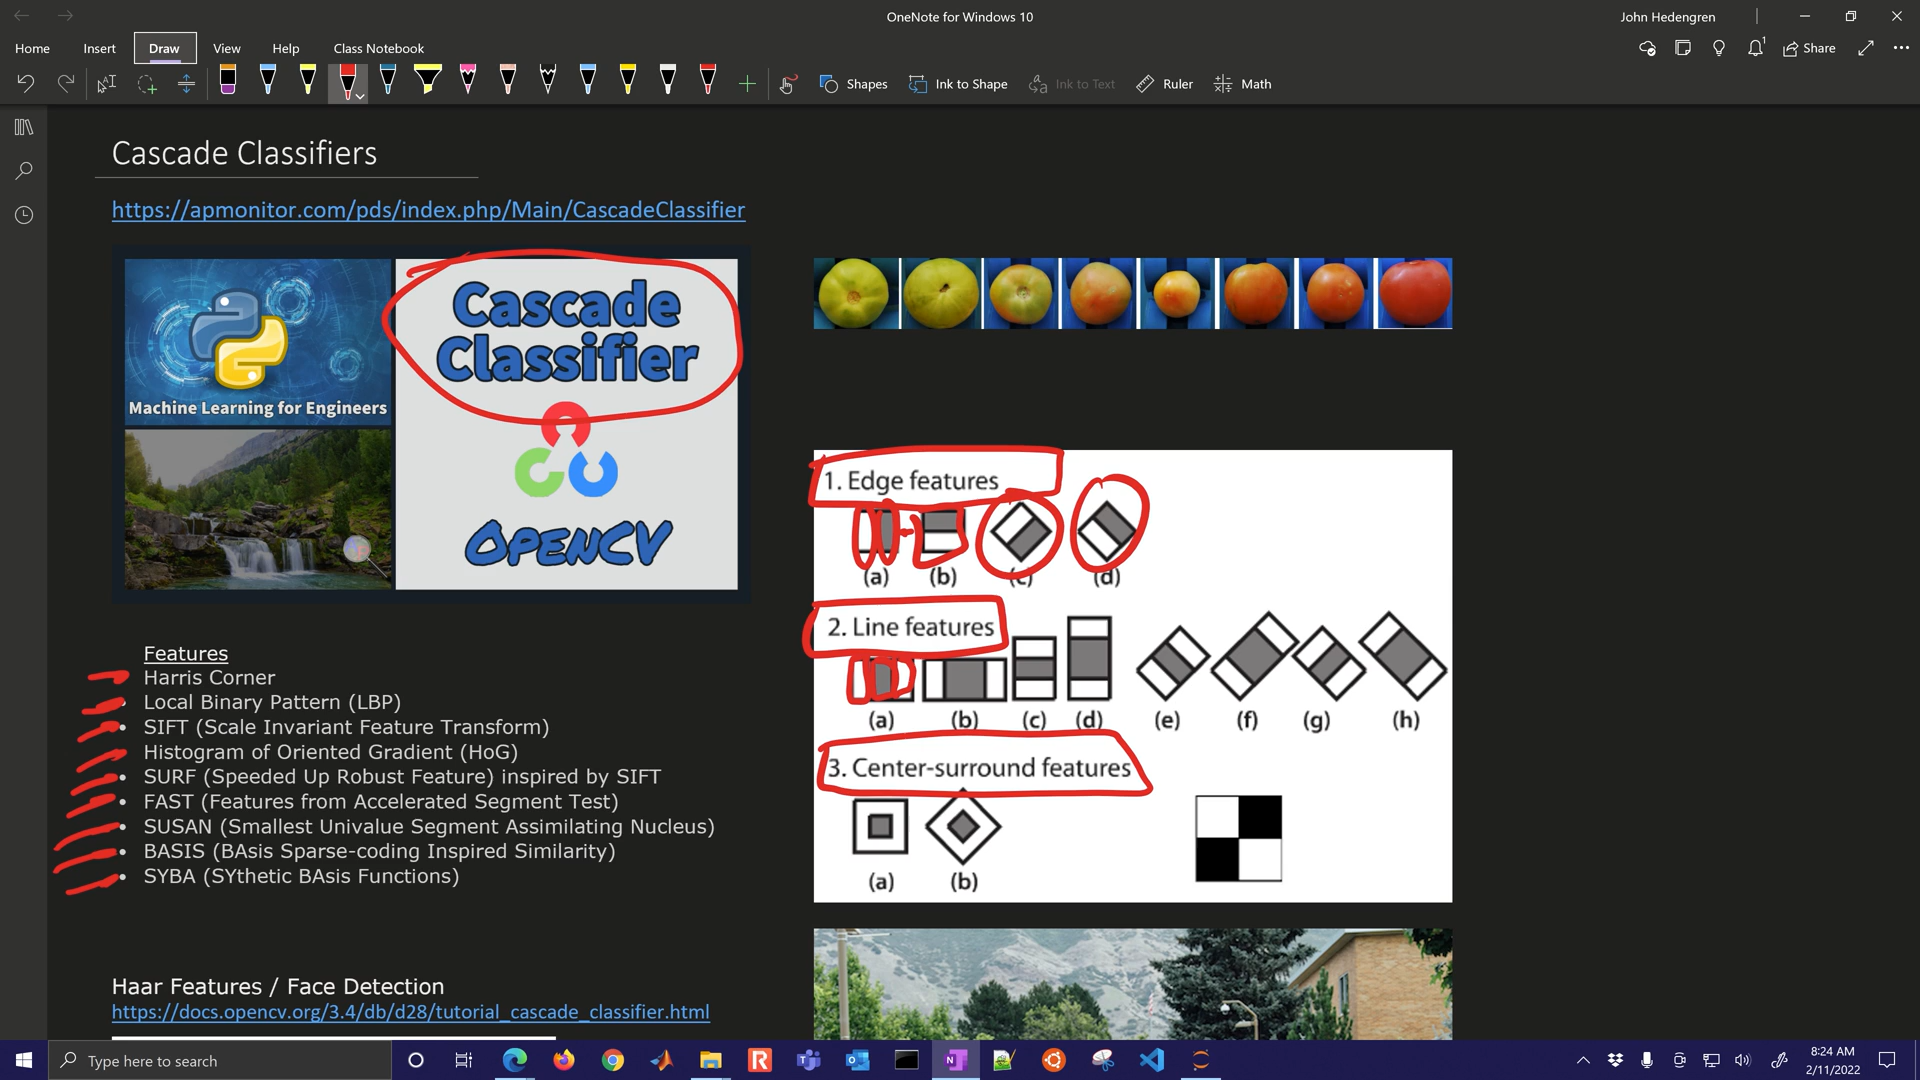 OneNote for Windows 10
John Hedengren
Home
Insert
Draw
View
Help
Class Notebook
1
Share
Shapes
Ink to Shape
Ink to Text
Ruler
Math
Cascade Classifiers
https://apmonitor.com/pds/index.php/Main/CascadeClassifier
Machine Learning for Engineers
Cascade
Classifier
OPENCV
Features
Harris Corner
• Local Binary Pattern (LBP)
• SIFT (Scale Invariant Feature Transform)
Histogram of Oriented Gradient (HoG)
• SURF (Speeded Up Robust Feature) inspired by SIFT
• FAST (Features from Accelerated Segment Test)
• SUSAN (Smallest Univalue Segment Assimilating Nucleus)
• BASIS (BAsis Sparse-coding Inspired Similarity)
• SYBA (SYthetic BAsis Functions)
Haar Features / Face Detection
https://docs.opencv.org/3.4/db/d28/tutorial_cascade_classifier.html
1. Edge features
(a) (b) (c) (d)
2. Line features
(a) (b) (c) (d) (e) (f) (g) (h)
3. Center-surround features
(a) (b)
Type here to search
8:24 AM
2/11/2022